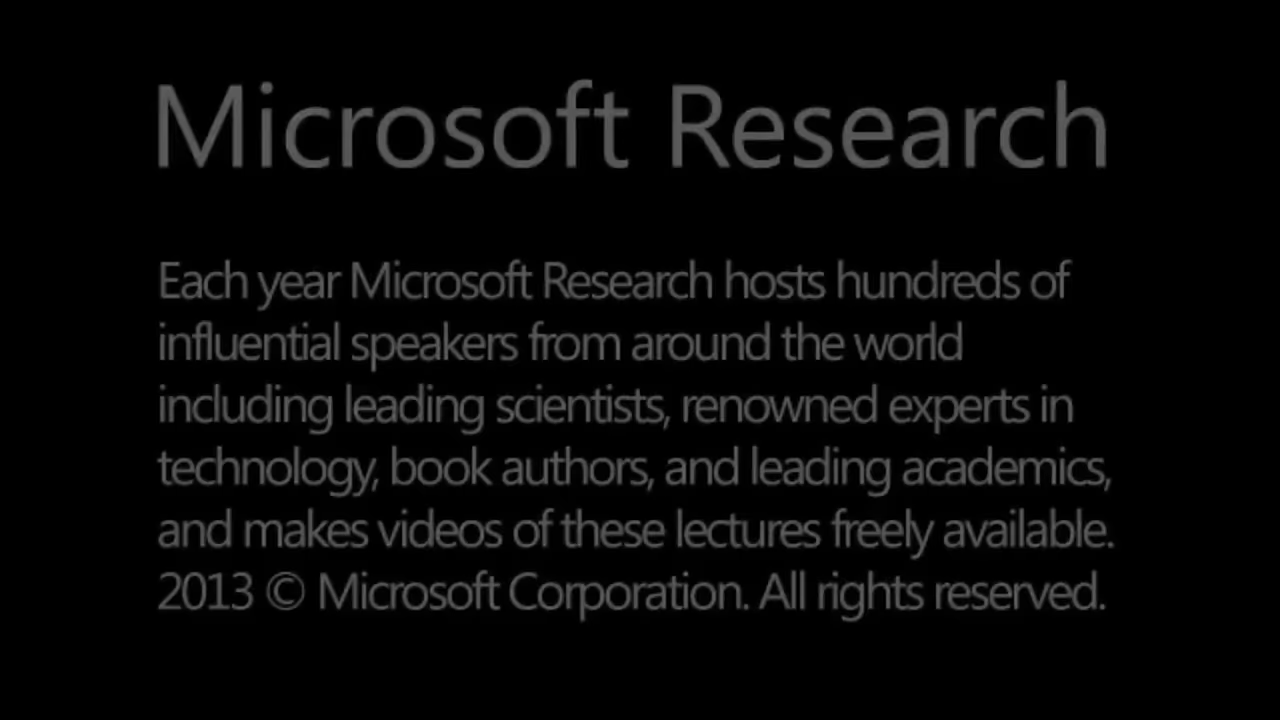 Microsoft Research
Each year Microsoft Research hosts hundreds of
influential speakers from around the world
including leading scientists, renowned experts in
technology, book authors, and leading academics,
and makes videos of these lectures freely available.
2013 © Microsoft Corporation. All rights reserved.